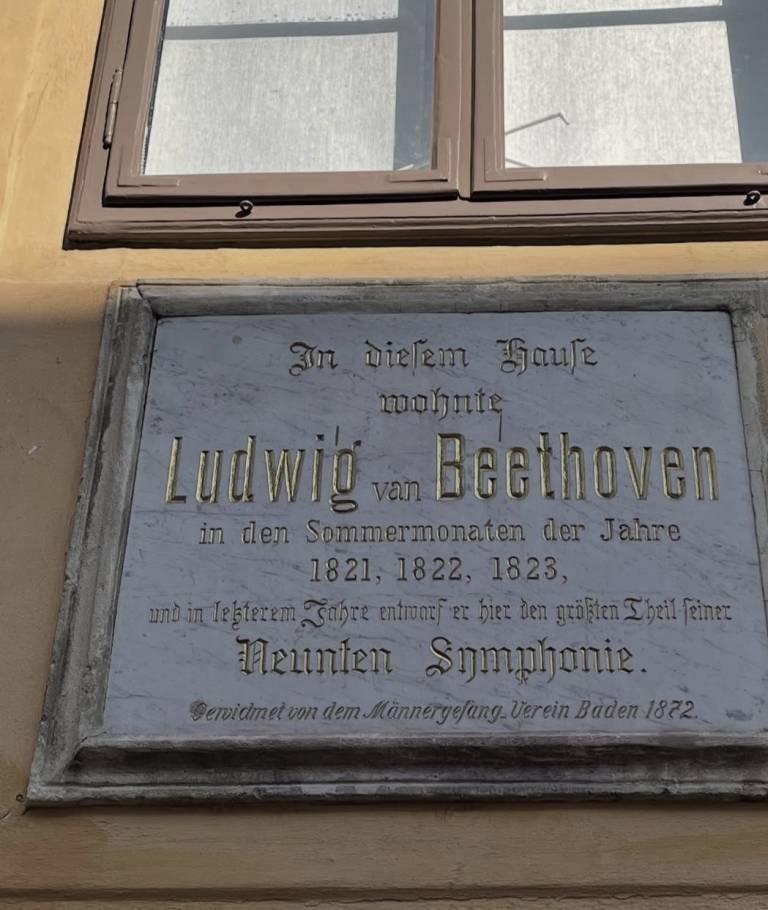 In dieſem Hauſe
wohnte
Ludwig van Beethoven
in den Sommermonaten der Jahre
1821, 1822, 1823,
und in letzterem Jahre entwarf er hier den größten Theil ſeiner
Neunten Symphonie.
Gewidmet von dem Männergeſang-Verein Baden 1872.